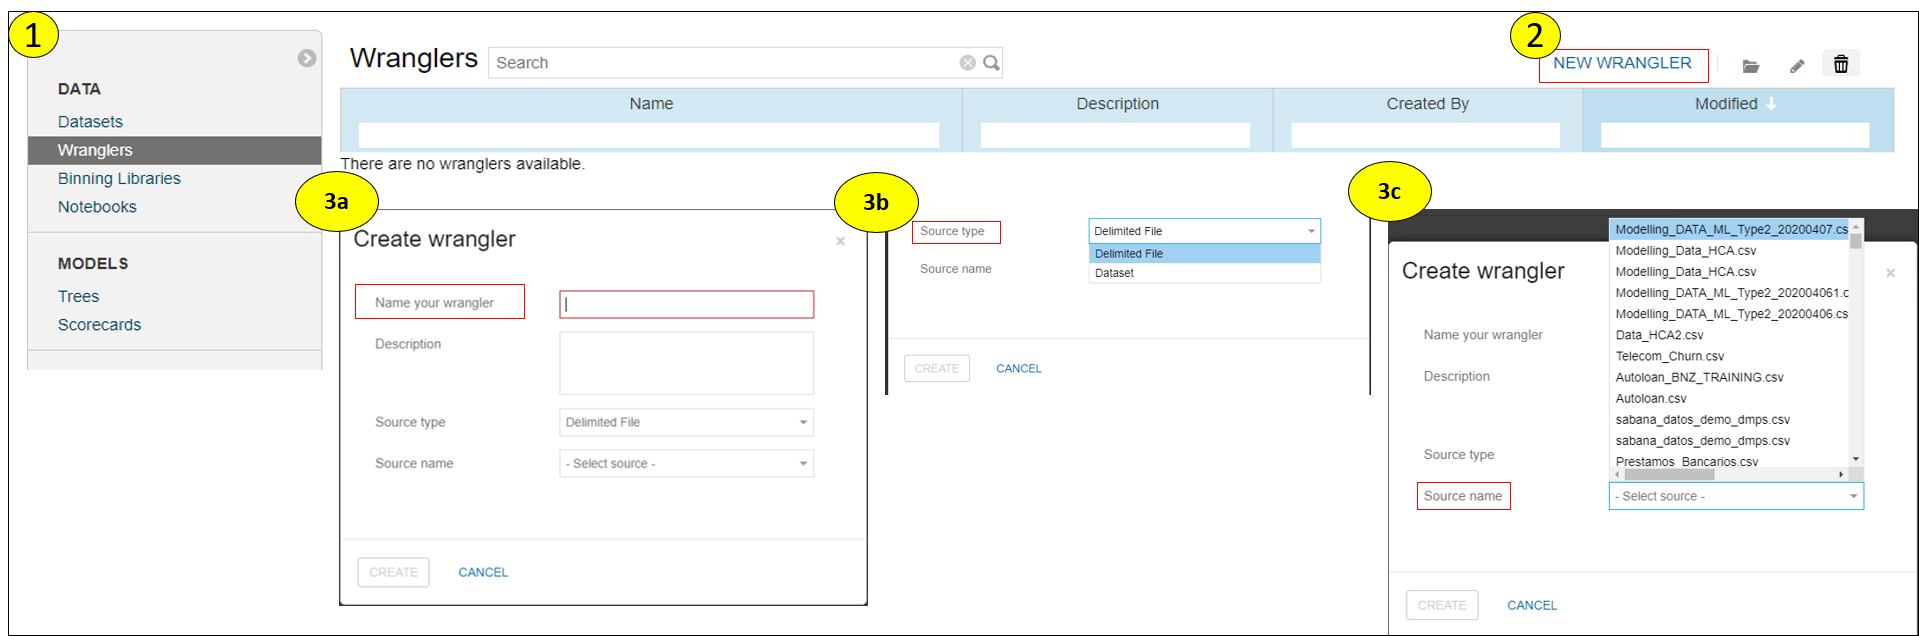 1
DATA
Datasets
Wranglers
Binning Libraries
Notebooks
MODELS
Trees
Scorecards
Wranglers
Search
2
NEW WRANGLER
Name
Description
Created By
Modified
There are no wranglers available.
3a
Create wrangler
Name your wrangler
Description
Source type
Delimited File
Source name
- Select source -
CREATE
CANCEL
3b
Source type
Delimited File
Delimited File
Dataset
Source name
CREATE
CANCEL
3c
Create wrangler
Modelling_DATA_ML_Type2_20200407.cs
Modelling_Data_HCA.csv
Modelling_Data_HCA.csv
Modelling_DATA_ML_Type2_202004061.c
Modelling_DATA_ML_Type2_20200406.cs
Data_HCA2.csv
Telecom_Churn.csv
Autoloan_BNZ_TRAINING.csv
Autoloan.csv
sabana_datos_demo_dmps.csv
sabana_datos_demo_dmps.csv
Prestamos_Bancarios.csv
Name your wrangler
Description
Source type
Source name
- Select source -
CREATE
CANCEL